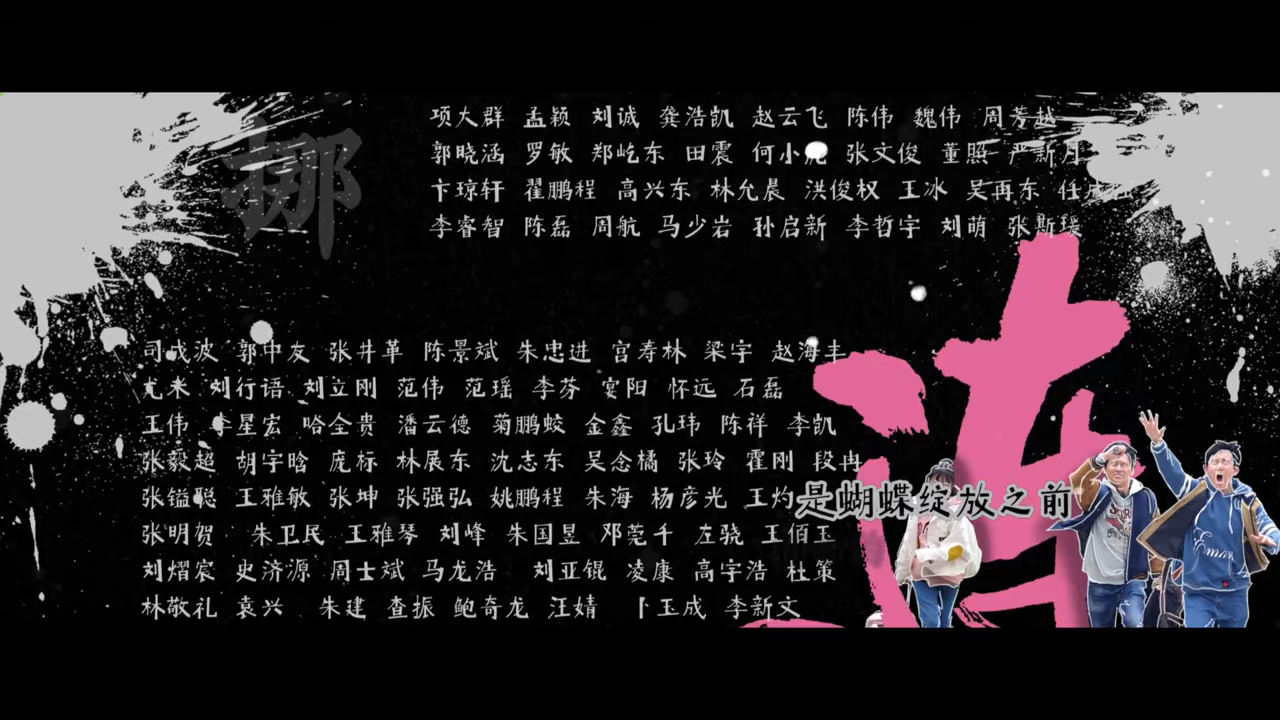 挪
项大群 孟颖 刘诚 龚浩凯 赵云飞 陈伟 魏伟 周芳越
郭晓涵 罗敏 郑屹东 田震 何小虎 张文俊 董照 严新月
卞琼轩 翟鹏程 高兴东 林允晨 洪俊权 王冰 吴再东
李睿智 陈磊 周航 马少岩 孙启新 李哲宇 刘萌 张斯瑶
司成波 郭中友 张井革 陈景斌 朱忠进 宫寿林 梁宇 赵海丰
尤米 刘行语 刘立刚 范伟 范瑶 李芬 宴阳 怀远 石磊
王伟 李星宏 哈全贵 潘云德 菊鹏蛟 金鑫 孔玮 陈祥 李凯
张毅超 胡宇晗 庞标 林展东 沈志东 吴念橘 张玲 霍刚 段冉
张镒聪 王雅敏 张坤 张强弘 姚鹏程 朱海 杨彦光 王灼
是蝴蝶绽放之前
张明贺 朱卫民 王雅琴 刘峰 朱国昱 邓莞千 左骁 王佰玉
刘熠宸 史济源 周士斌 马龙浩 刘亚锟 凌康 高宇浩 杜策
林敬礼 袁兴 朱建 查振 鲍奇龙 汪婧 卜玉成 李新文
Eman